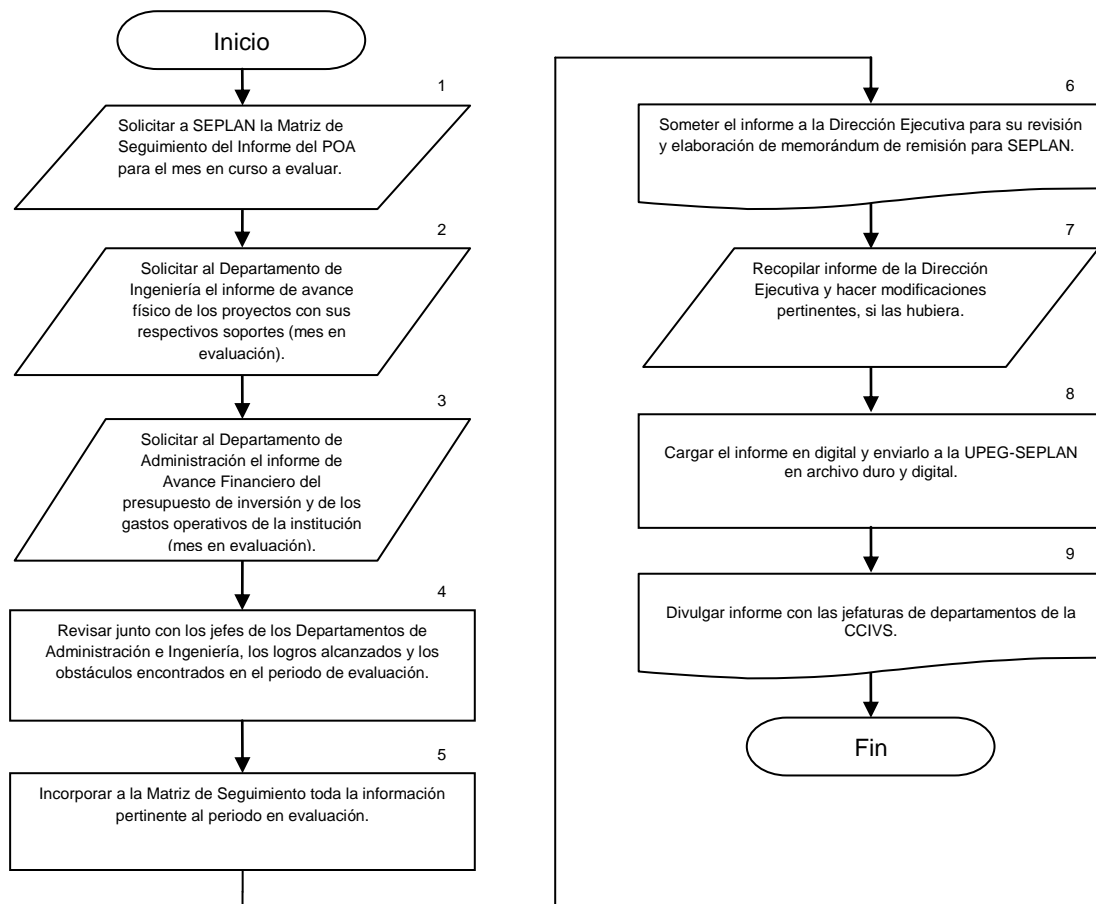 Inicio
1
Solicitar a SEPLAN la Matriz de
Seguimiento del Informe del POA
para el mes en curso a evaluar.
2
Solicitar al Departamento de
Ingeniería el informe de avance
físico de los proyectos con sus
respectivos soportes (mes en
evaluación).
3
Solicitar al Departamento de
Administración el informe de
Avance Financiero del
presupuesto de inversión y de los
gastos operativos de la institución
(mes en evaluación).
4
Revisar junto con los jefes de los Departamentos de
Administración e Ingeniería, los logros alcanzados y los
obstáculos encontrados en el periodo de evaluación.
5
Incorporar a la Matriz de Seguimiento toda la información
pertinente al periodo en evaluación.
6
Someter el informe a la Dirección Ejecutiva para su revisión
y elaboración de memorándum de remisión para SEPLAN.
7
Recopilar informe de la Dirección
Ejecutiva y hacer modificaciones
pertinentes, si las hubiera.
8
Cargar el informe en digital y enviarlo a la UPEG-SEPLAN
en archivo duro y digital.
9
Divulgar informe con las jefaturas de departamentos de la
CCIVS.
Fin